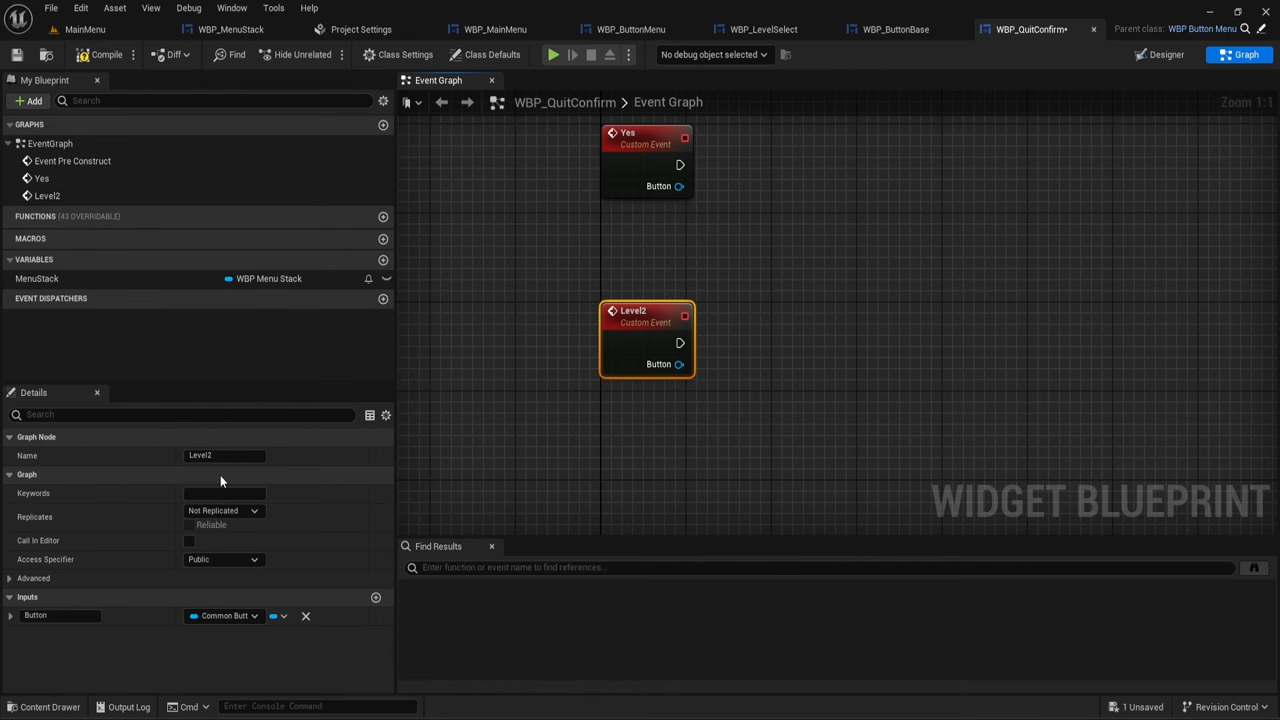 File Edit Asset View Debug Window Tools Help
MainMenu WBP_MenuStack Project Settings WBP_MainMenu WBP_ButtonMenu WBP_LevelSelect WBP_ButtonBase WBP_QuitConfirm* Parent class: WBP Button Menu
Compile Diff Find Hide Unrelated Class Settings Class Defaults No debug object selected Designer Graph
My Blueprint Event Graph
Add Search WBP_QuitConfirm > Event Graph Zoom 1:1
GRAPHS
EventGraph
Event Pre Construct
Yes
Level2
FUNCTIONS (43 OVERRIDABLE)
MACROS
VARIABLES
MenuStack WBP Menu Stack
EVENT DISPATCHERS
Yes
Custom Event
Button
Level2
Custom Event
Button
WIDGET BLUEPRINT
Details
Search
Graph Node
Name Level2
Graph
Keywords
Replicates Not Replicated
Reliable
Call In Editor
Access Specifier Public
Advanced
Inputs
Button Common Butt
Find Results
Enter function or event name to find references...
Content Drawer Output Log Cmd Enter Console Command 1 Unsaved Revision Control